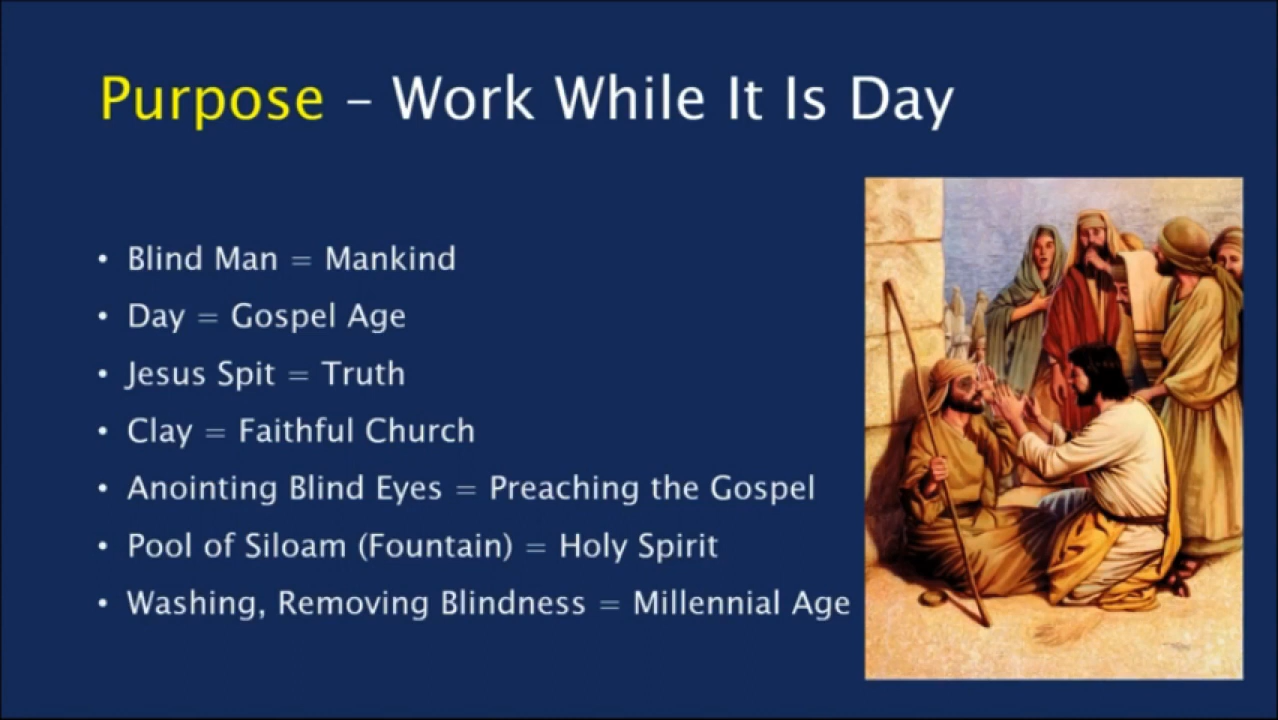 Purpose – Work While It Is Day
• Blind Man = Mankind
• Day = Gospel Age
• Jesus Spit = Truth
• Clay = Faithful Church
• Anointing Blind Eyes = Preaching the Gospel
• Pool of Siloam (Fountain) = Holy Spirit
• Washing, Removing Blindness = Millennial Age